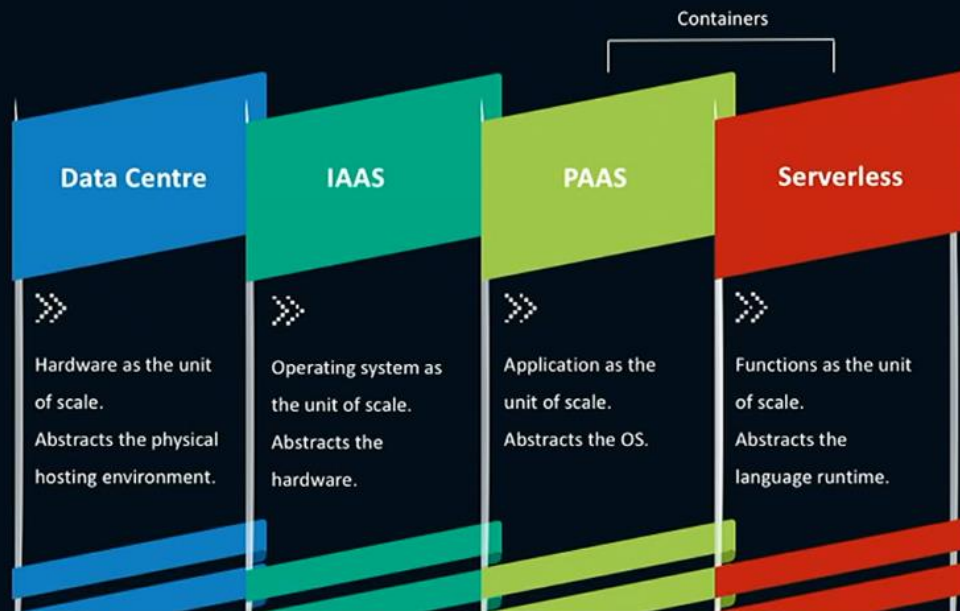 Containers
Data Centre
IAAS
PAAS
Serverless
Hardware as the unit
of scale.
Abstracts the physical
hosting environment.
Operating system as
the unit of scale.
Abstracts the
hardware.
Application as the
unit of scale.
Abstracts the OS.
Functions as the unit
of scale.
Abstracts the
language runtime.